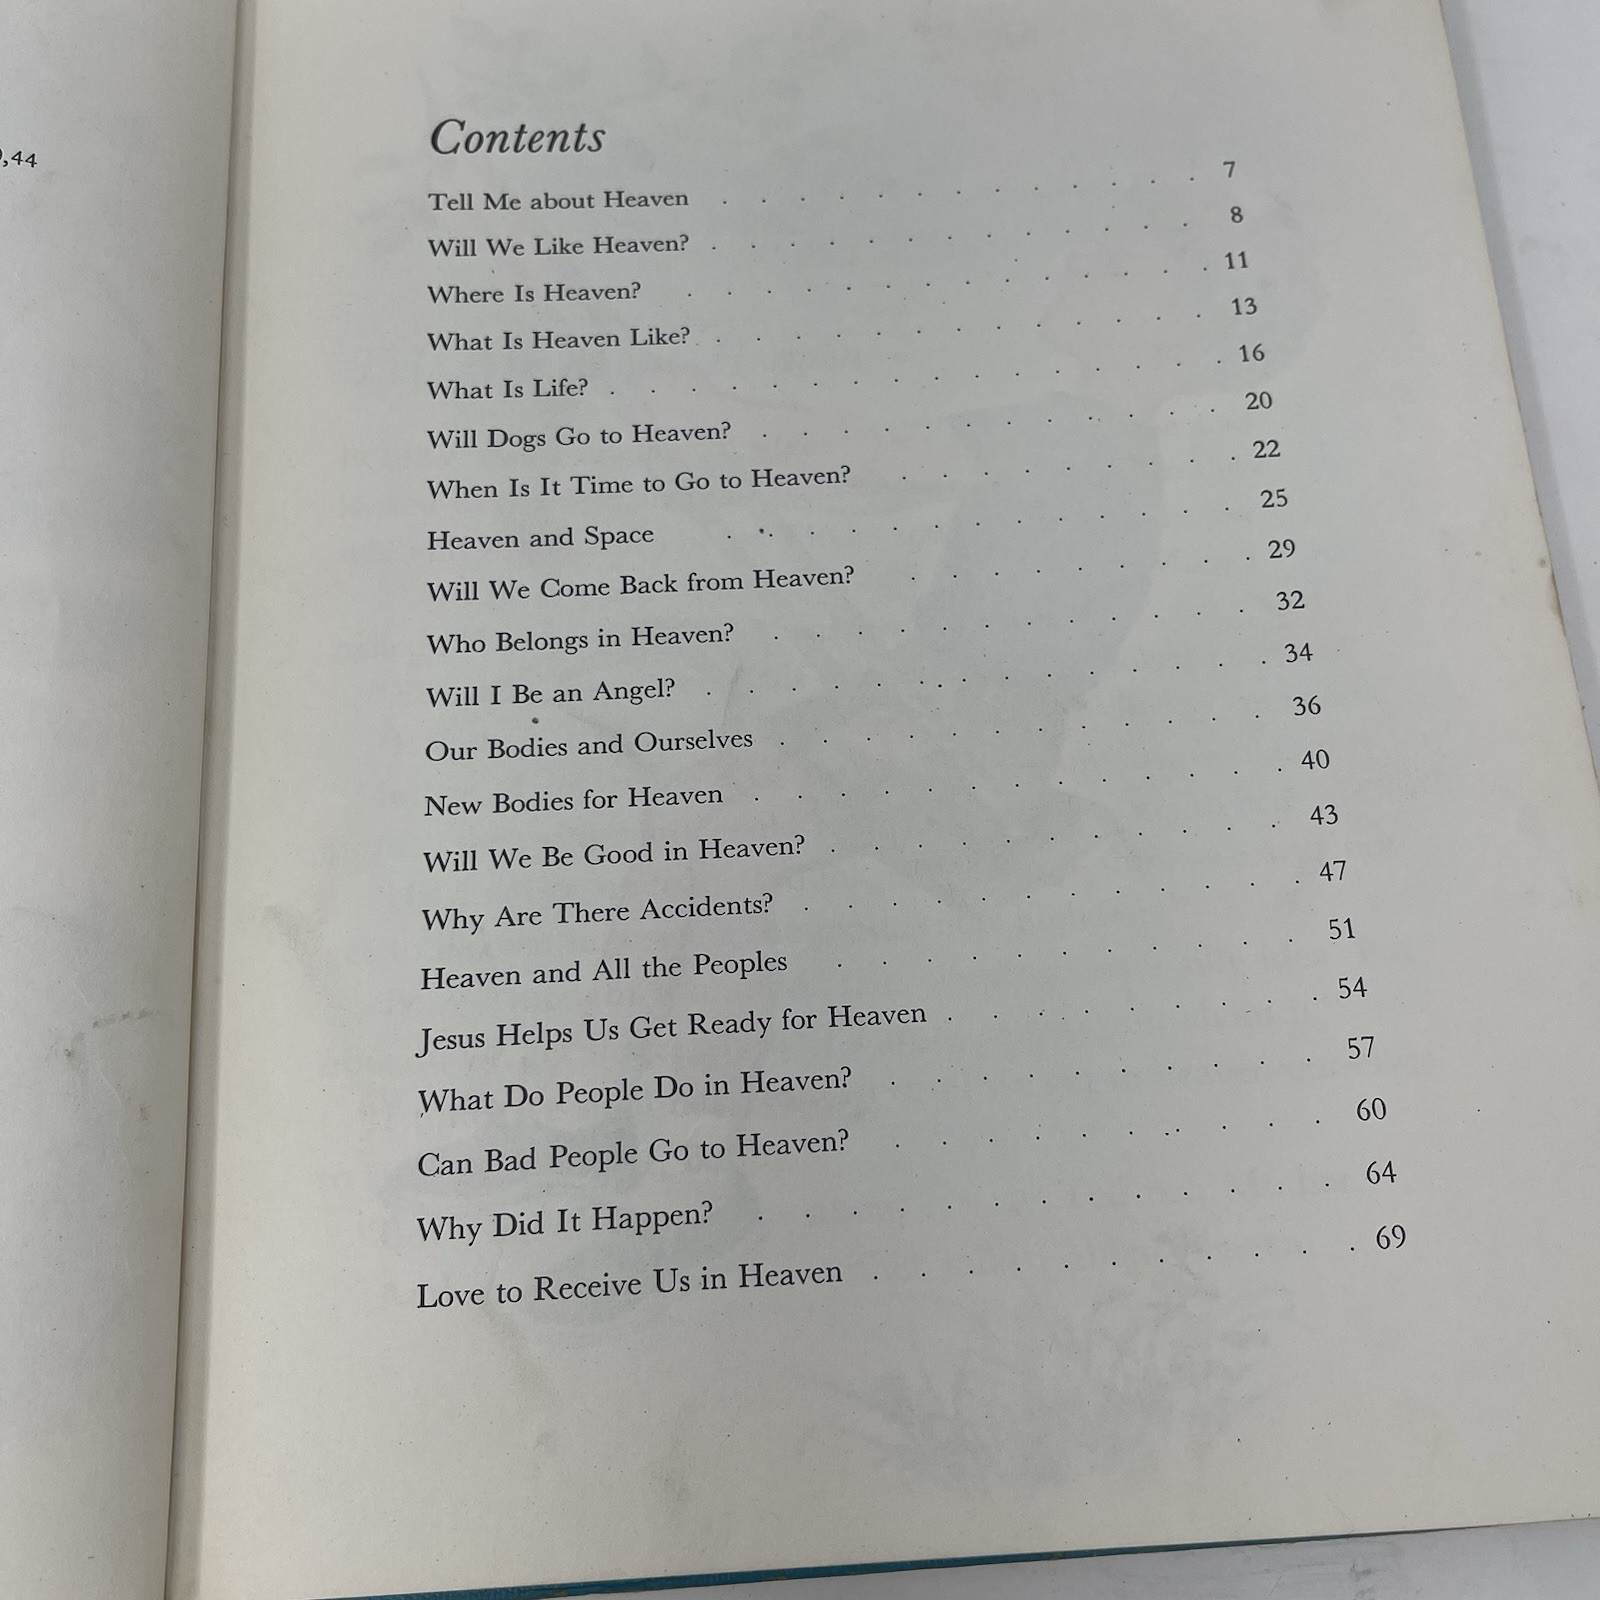 ,44
Contents
Tell Me about Heaven . . . . . . . . . . . . . 7
Will We Like Heaven? . . . . . . . . . . . . . 8
Where Is Heaven? . . . . . . . . . . . . . . 11
What Is Heaven Like? . . . . . . . . . . . . . 13
What Is Life? . . . . . . . . . . . . . . . . 16
Will Dogs Go to Heaven? . . . . . . . . . . . . 20
When Is It Time to Go to Heaven? . . . . . . . . . 22
Heaven and Space . . . . . . . . . . . . . 25
Will We Come Back from Heaven? . . . . . . . . . 29
Who Belongs in Heaven? . . . . . . . . . . . . 32
Will I Be an Angel? . . . . . . . . . . . . . . 34
Our Bodies and Ourselves . . . . . . . . . . . . 36
New Bodies for Heaven . . . . . . . . . . . . . 40
Will We Be Good in Heaven? . . . . . . . . . . . 43
Why Are There Accidents? . . . . . . . . . . . . 47
Heaven and All the Peoples . . . . . . . . . . . 51
Jesus Helps Us Get Ready for Heaven . . . . . . . . . 54
What Do People Do in Heaven? . . . . . . . . . . 57
Can Bad People Go to Heaven? . . . . . . . . . . 60
Why Did It Happen? . . . . . . . . . . . . . 64
Love to Receive Us in Heaven . . . . . . . . . . . 69